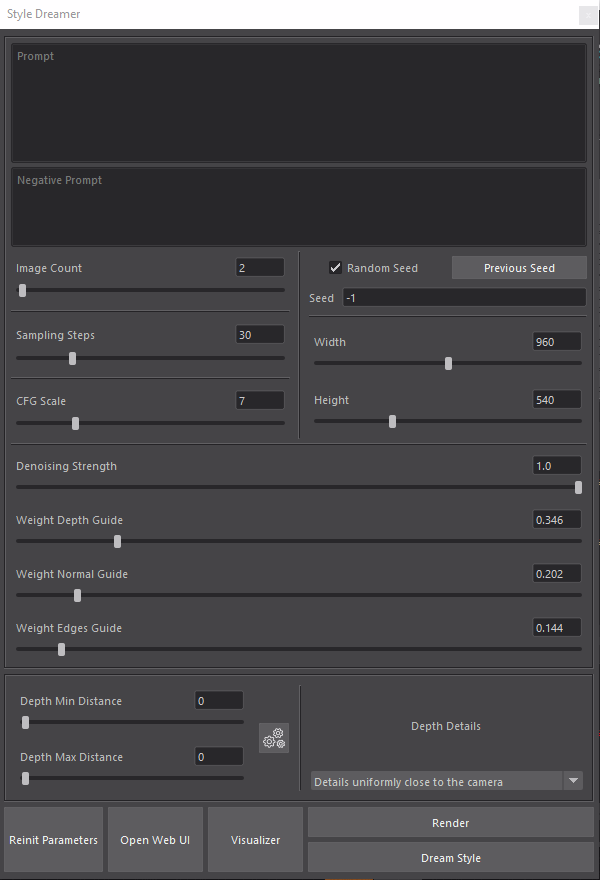 Style Dreamer
Prompt
Negative Prompt
Image Count 2
Random Seed Previous Seed
Seed -1
Sampling Steps 30
Width 960
CFG Scale 7
Height 540
Denoising Strength 1.0
Weight Depth Guide 0.346
Weight Normal Guide 0.202
Weight Edges Guide 0.144
Depth Min Distance 0
Depth Max Distance 0
Depth Details
Details uniformly close to the camera
Reinit Parameters Open Web UI Visualizer
Render
Dream Style